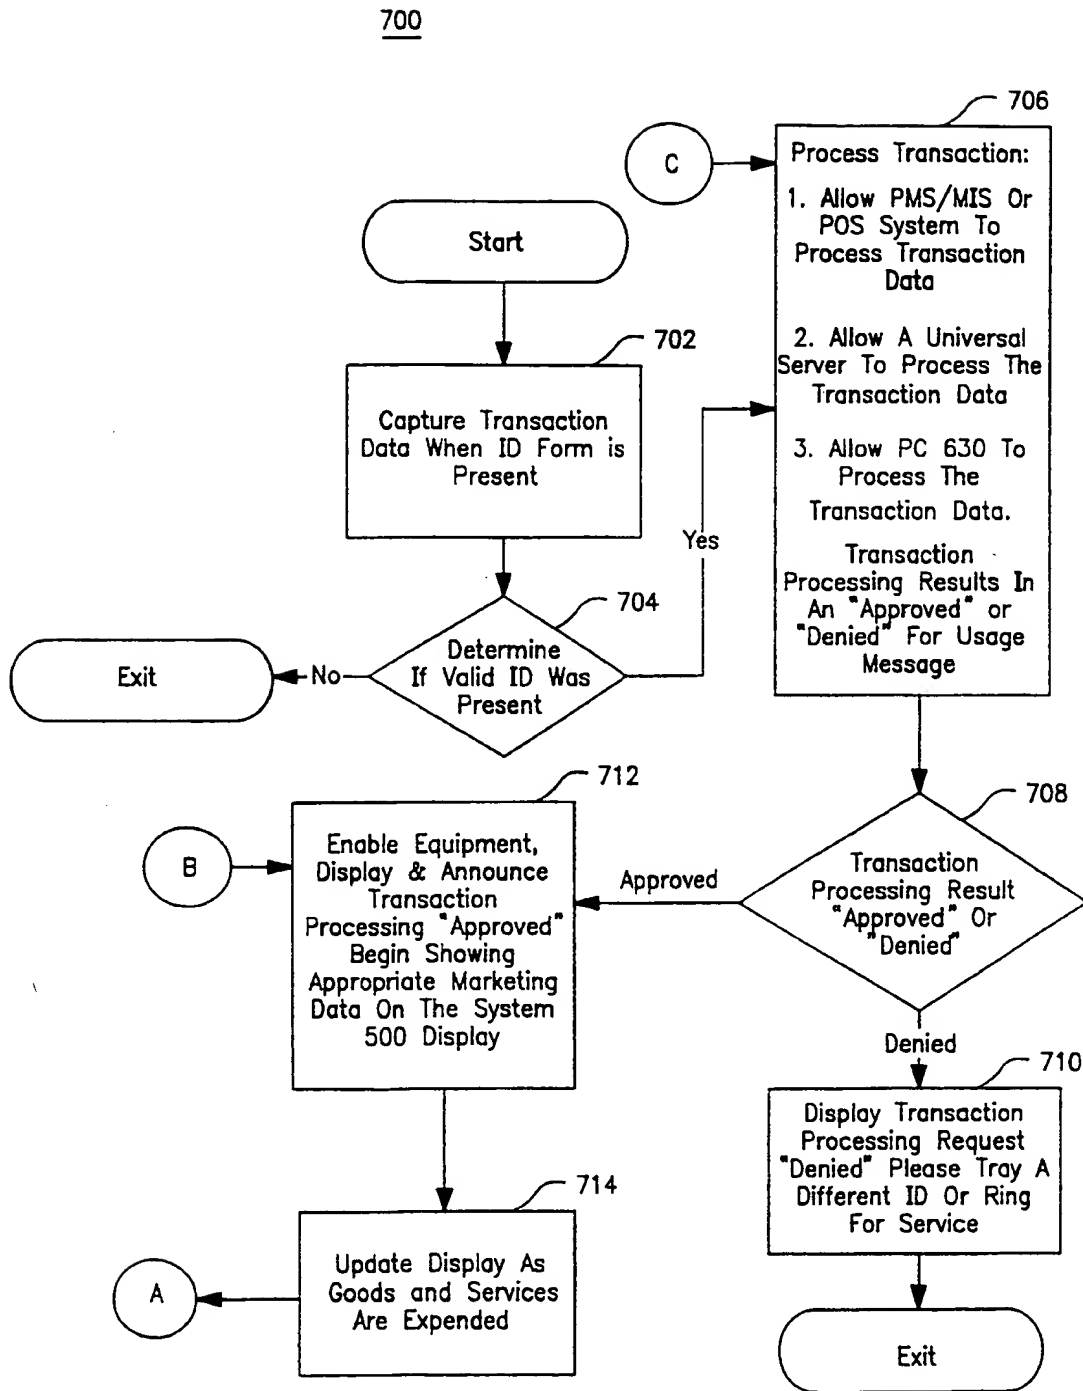 700
706
C
Process Transaction:
1. Allow PMS/MIS Or
POS System To
Process Transaction
Data
2. Allow A Universal
Server To Process The
Transaction Data
3. Allow PC 630 To
Process The
Transaction Data.
Transaction
Processing Results In
An "Approved" or
"Denied" For Usage
Message
Start
702
Capture Transaction
Data When ID Form is
Present
Yes
704
Determine
If Valid ID Was
Present
No
Exit
708
Transaction
Processing Result
"Approved" Or
"Denied"
Approved
712
B
Enable Equipment,
Display & Announce
Transaction
Processing "Approved"
Begin Showing
Appropriate Marketing
Data On The System
500 Display
Denied
710
Display Transaction
Processing Request
"Denied" Please Tray A
Different ID Or Ring
For Service
714
Update Display As
Goods and Services
Are Expended
A
Exit